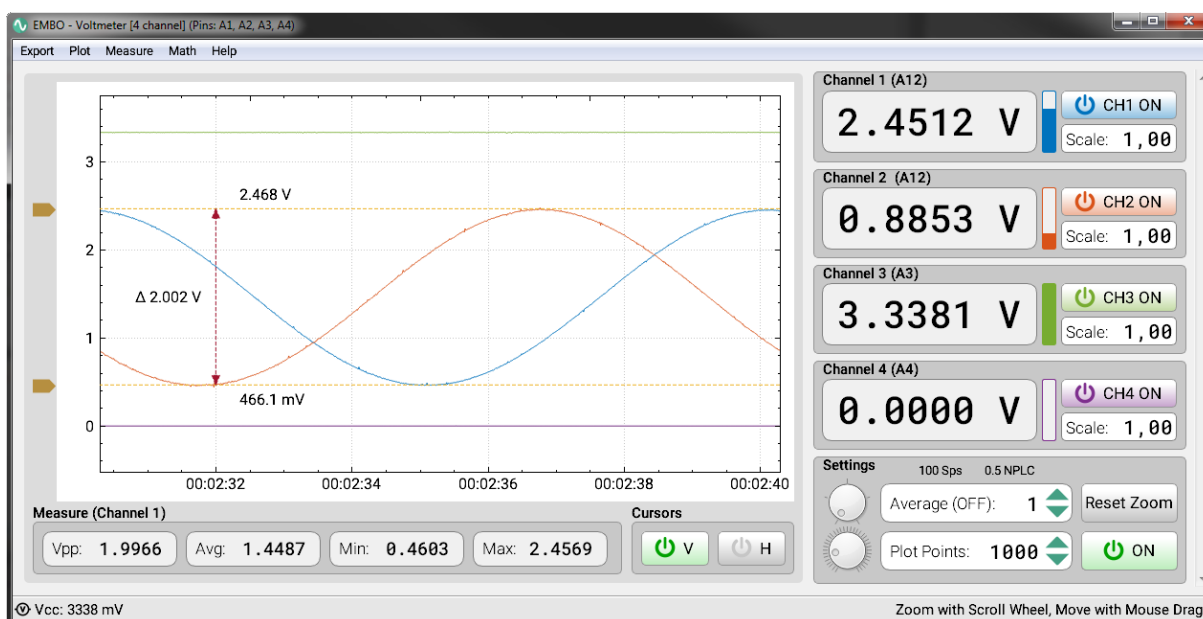 EMBO - Voltmeter [4 channel] (Pins: A1, A2, A3, A4)
Export Plot Measure Math Help
3
2
1
0
2.468 V
Δ 2.002 V
466.1 mV
00:02:32 00:02:34 00:02:36 00:02:38 00:02:40
Measure (Channel 1)
Vpp: 1.9966 Avg: 1.4487 Min: 0.4603 Max: 2.4569
Cursors
V H
Channel 1 (A12)
2.4512 V
CH1 ON
Scale: 1,00
Channel 2 (A12)
0.8853 V
CH2 ON
Scale: 1,00
Channel 3 (A3)
3.3381 V
CH3 ON
Scale: 1,00
Channel 4 (A4)
0.0000 V
CH4 ON
Scale: 1,00
Settings 100 Sps 0.5 NPLC
Average (OFF): 1 Reset Zoom
Plot Points: 1000 ON
Vcc: 3338 mV
Zoom with Scroll Wheel, Move with Mouse Drag